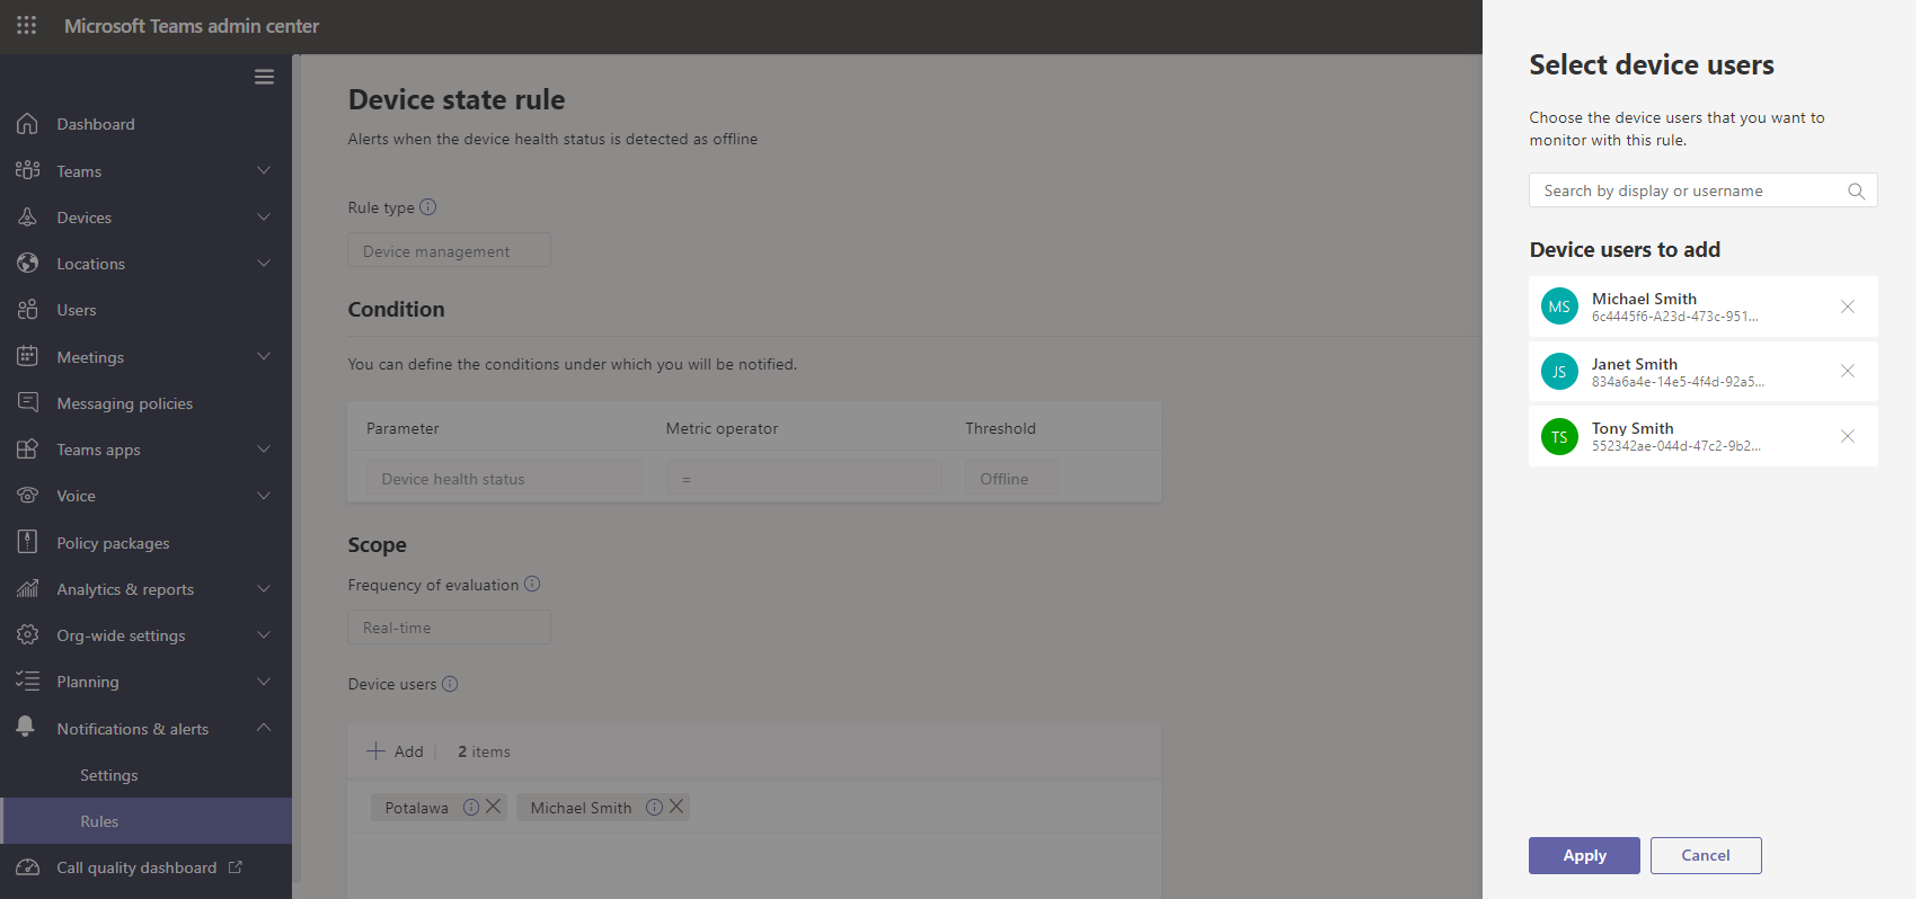 Microsoft Teams admin center
Dashboard
Teams
Devices
Locations
Users
Meetings
Messaging policies
Teams apps
Voice
Policy packages
Analytics & reports
Org-wide settings
Planning
Notifications & alerts
Settings
Rules
Call quality dashboard
Device state rule
Alerts when the device health status is detected as offline
Rule type
Device management
Condition
You can define the conditions under which you will be notified.
Parameter Metric operator Threshold
Device health status = Offline
Scope
Frequency of evaluation
Real-time
Device users
Add 2 items
Potalawa Michael Smith
Select device users
Choose the device users that you want to
monitor with this rule.
Search by display or username
Device users to add
MS Michael Smith
6c4445f6-A23d-473c-951...
JS Janet Smith
834a6a4e-14e5-4f4d-92a5...
TS Tony Smith
552342ae-044d-47c2-9b2...
Apply Cancel